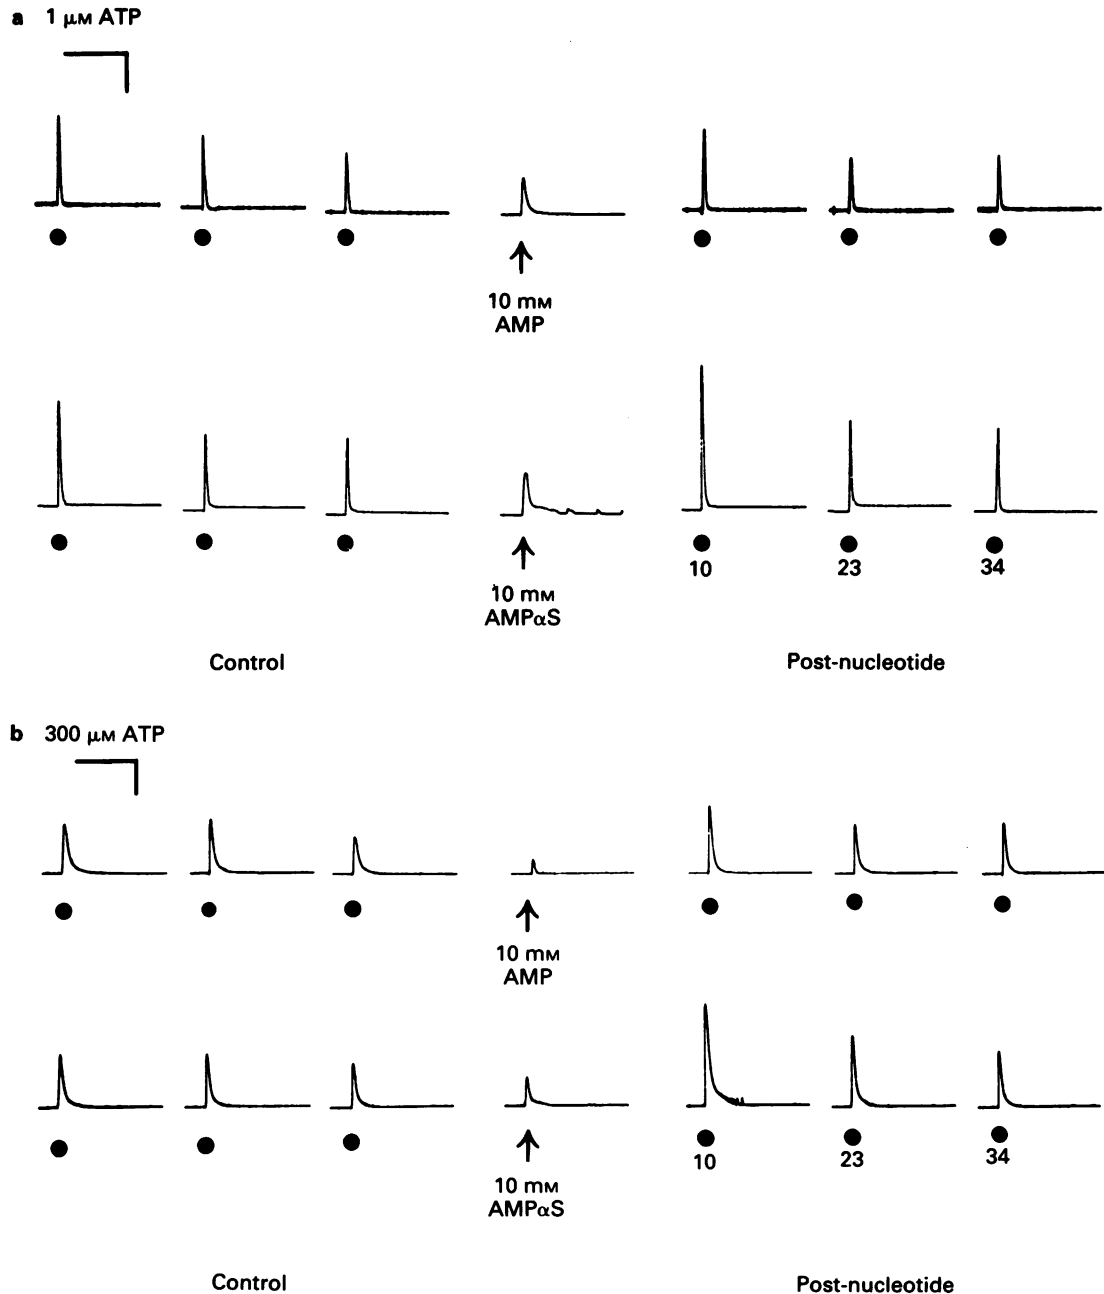 a 1 μM ATP
10 mM
AMP
10 mM
AMPαS
10 23 34
Control Post-nucleotide
b 300 μM ATP
10 mM
AMP
10 mM
AMPαS
10 23 34
Control Post-nucleotide